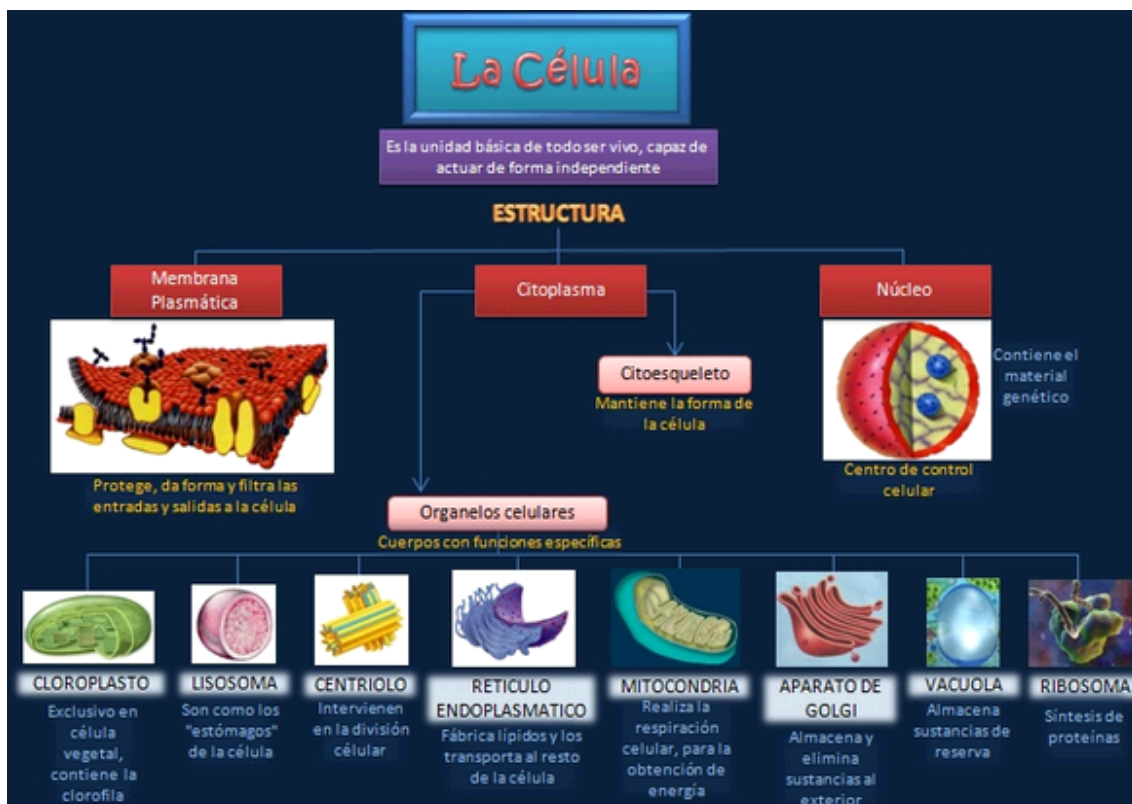 La Célula
Es la unidad básica de todo ser vivo, capaz de
actuar de forma independiente
ESTRUCTURA
Membrana
Plasmática
Citoplasma
Núcleo
Citoesqueleto
Mantiene la forma de
la célula
Contiene el
material
genético
Protege, da forma y filtra las
entradas y salidas a la célula
Centro de control
celular
Organelos celulares
Cuerpos con funciones específicas
CLOROPLASTO
Exclusivo en
célula
vegetal,
contiene la
clorofila
LISOSOMA
Son como los
"estómagos"
de la célula
CENTRIOLO
Intervienen
en la división
célular
RETICULO
ENDOPLASMATICO
Fábrica lípidos y los
transporta al resto
de la célula
MITOCONDRIA
Realiza la
respiración
celular, para la
obtención de
energía
APARATO DE
GOLGI
Almacena y
elimina
sustancias al
exterior
VACUOLA
Almacena
sustancias de
reserva
RIBOSOMA
Síntesis de
proteínas